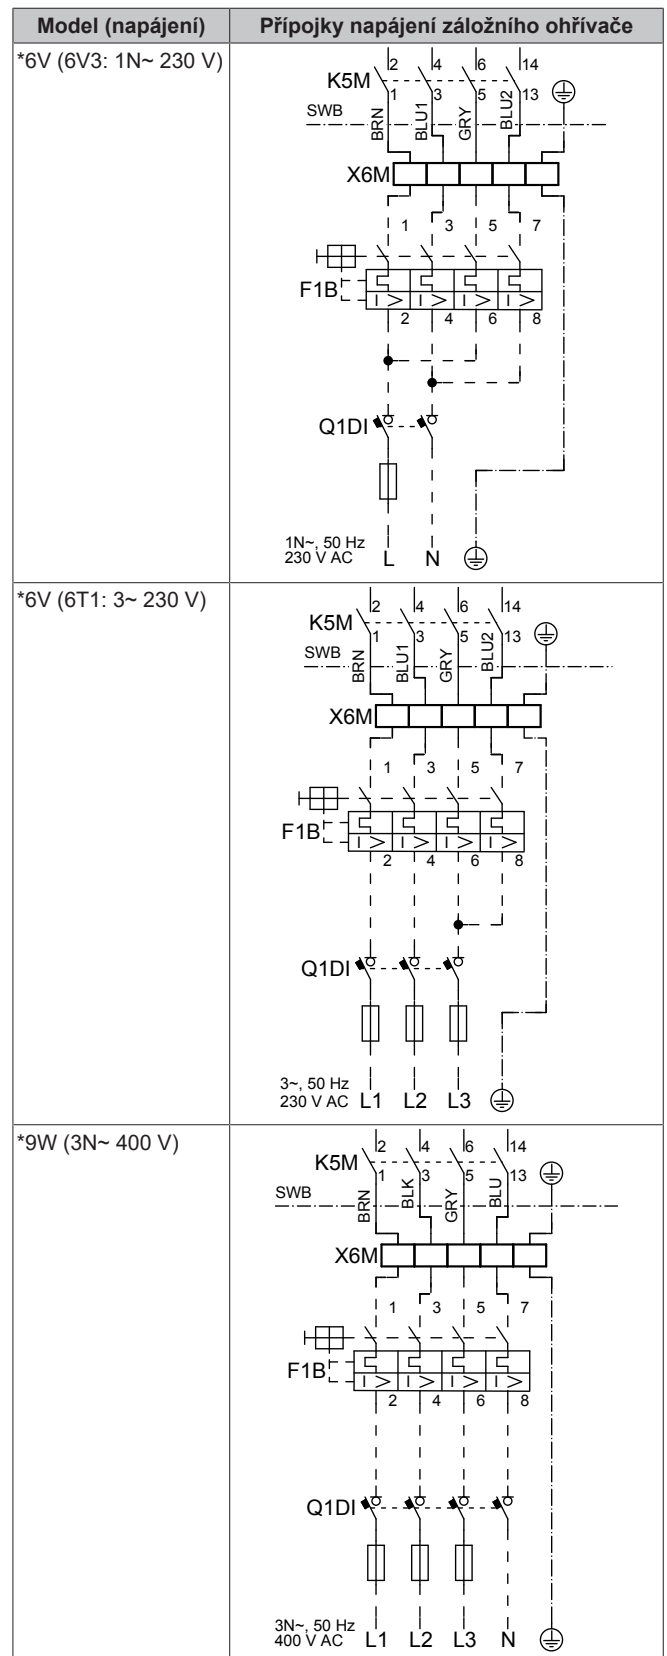 Model (napájení) Přípojky napájení záložního ohřívače
*6V (6V3: 1N~ 230 V)
2 4 6 14
K5M
1 3 5 13
SWB
BRN BLU1 GRY BLU2
X6M
1 3 5 7
F1B
I > I > I > I >
2 4 6 8
Q1DI
1N~, 50 Hz
230 V AC L N
*6V (6T1: 3~ 230 V)
2 4 6 14
K5M
1 3 5 13
SWB
BRN BLU1 GRY BLU2
X6M
1 3 5 7
F1B
I > I > I > I >
2 4 6 8
Q1DI
3~, 50 Hz
230 V AC L1 L2 L3
*9W (3N~ 400 V)
2 4 6 14
K5M
1 3 5 13
SWB
BRN BLK GRY BLU
X6M
1 3 5 7
F1B
I > I > I > I >
2 4 6 8
Q1DI
3N~, 50 Hz
400 V AC L1 L2 L3 N